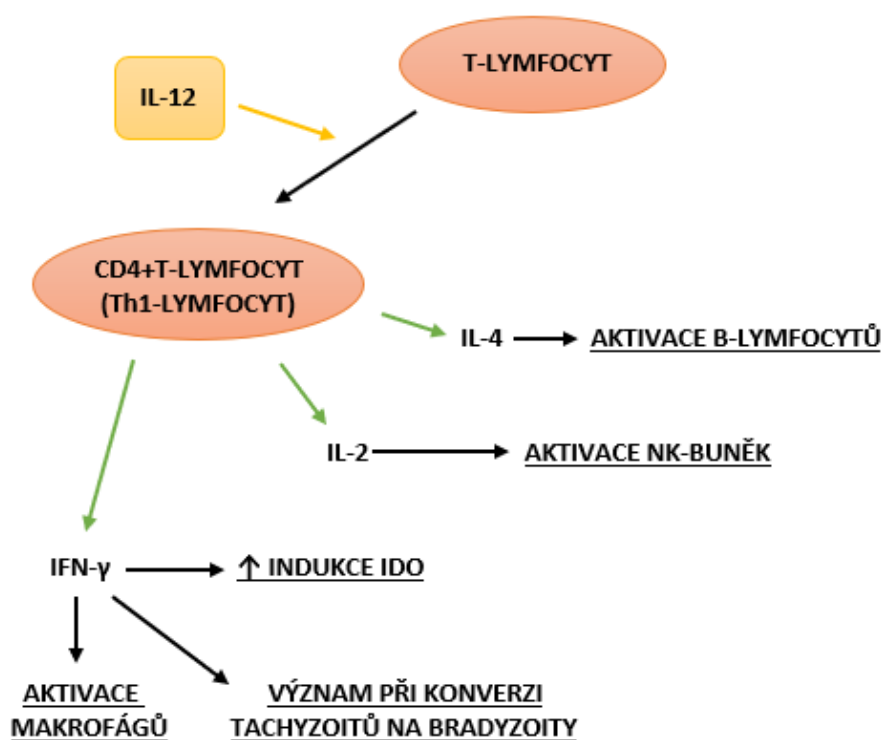 T-LYMFOCYT
IL-12
CD4+T-LYMFOCYT
(Th1-LYMFOCYT)
IL-4
AKTIVACE B-LYMFOCYTŮ
IL-2
AKTIVACE NK-BUNĚK
IFN-γ
↑ INDUKCE IDO
AKTIVACE
MAKROFÁGŮ
VÝZNAM PŘI KONVERZI
TACHYZOITŮ NA BRADYZOITY